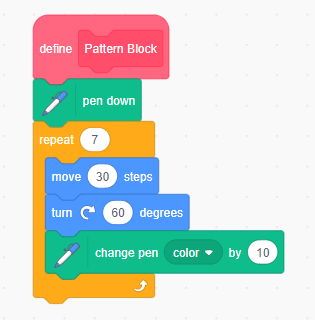 define Pattern Block
pen down
repeat 7
move 30 steps
turn 60 degrees
change pen color by 10